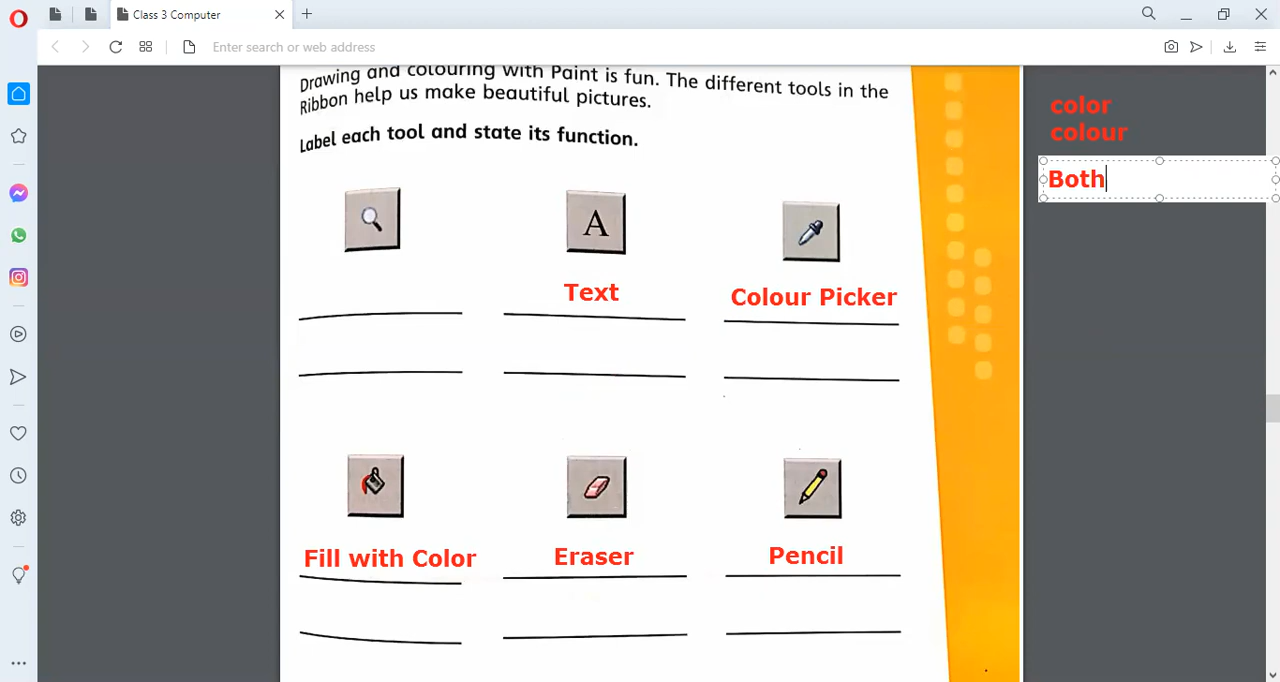 Class 3 Computer
Enter search or web address
Drawing and colouring with Paint is fun. The different tools in the
Ribbon help us make beautiful pictures.
Label each tool and state its function.
A
Text
Colour Picker
Fill with Color
Eraser
Pencil
color
colour
Both